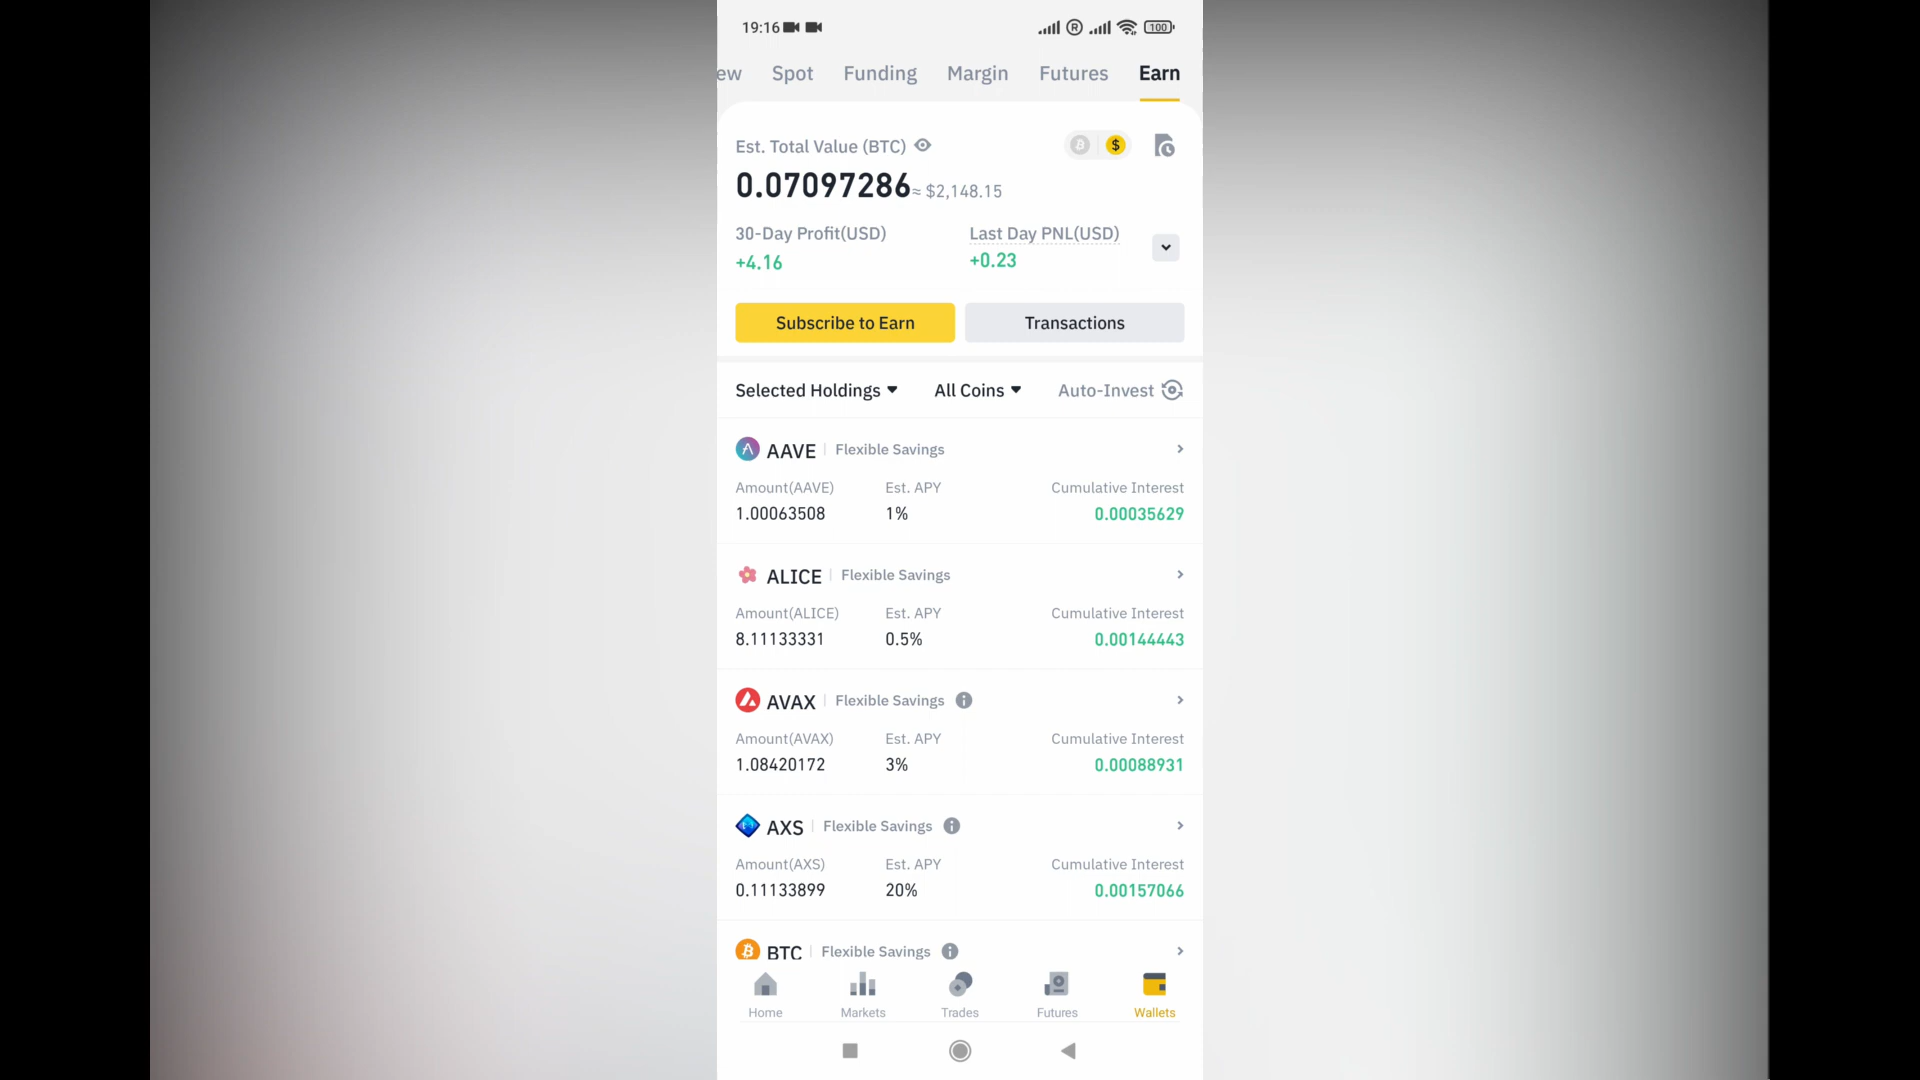 19:16
100
ew Spot Funding Margin Futures Earn
Est. Total Value (BTC)
$
0.07097286 ≈ $2,148.15
30-Day Profit(USD) Last Day PNL(USD)
+4.16 +0.23
Subscribe to Earn Transactions
Selected Holdings All Coins Auto-Invest
AAVE Flexible Savings
Amount(AAVE) Est. APY Cumulative Interest
1.00063508 1% 0.00035629
ALICE Flexible Savings
Amount(ALICE) Est. APY Cumulative Interest
8.11133331 0.5% 0.00144443
AVAX Flexible Savings
Amount(AVAX) Est. APY Cumulative Interest
1.08420172 3% 0.00088931
AXS Flexible Savings
Amount(AXS) Est. APY Cumulative Interest
0.11133899 20% 0.00157066
BTC Flexible Savings
Home Markets Trades Futures Wallets